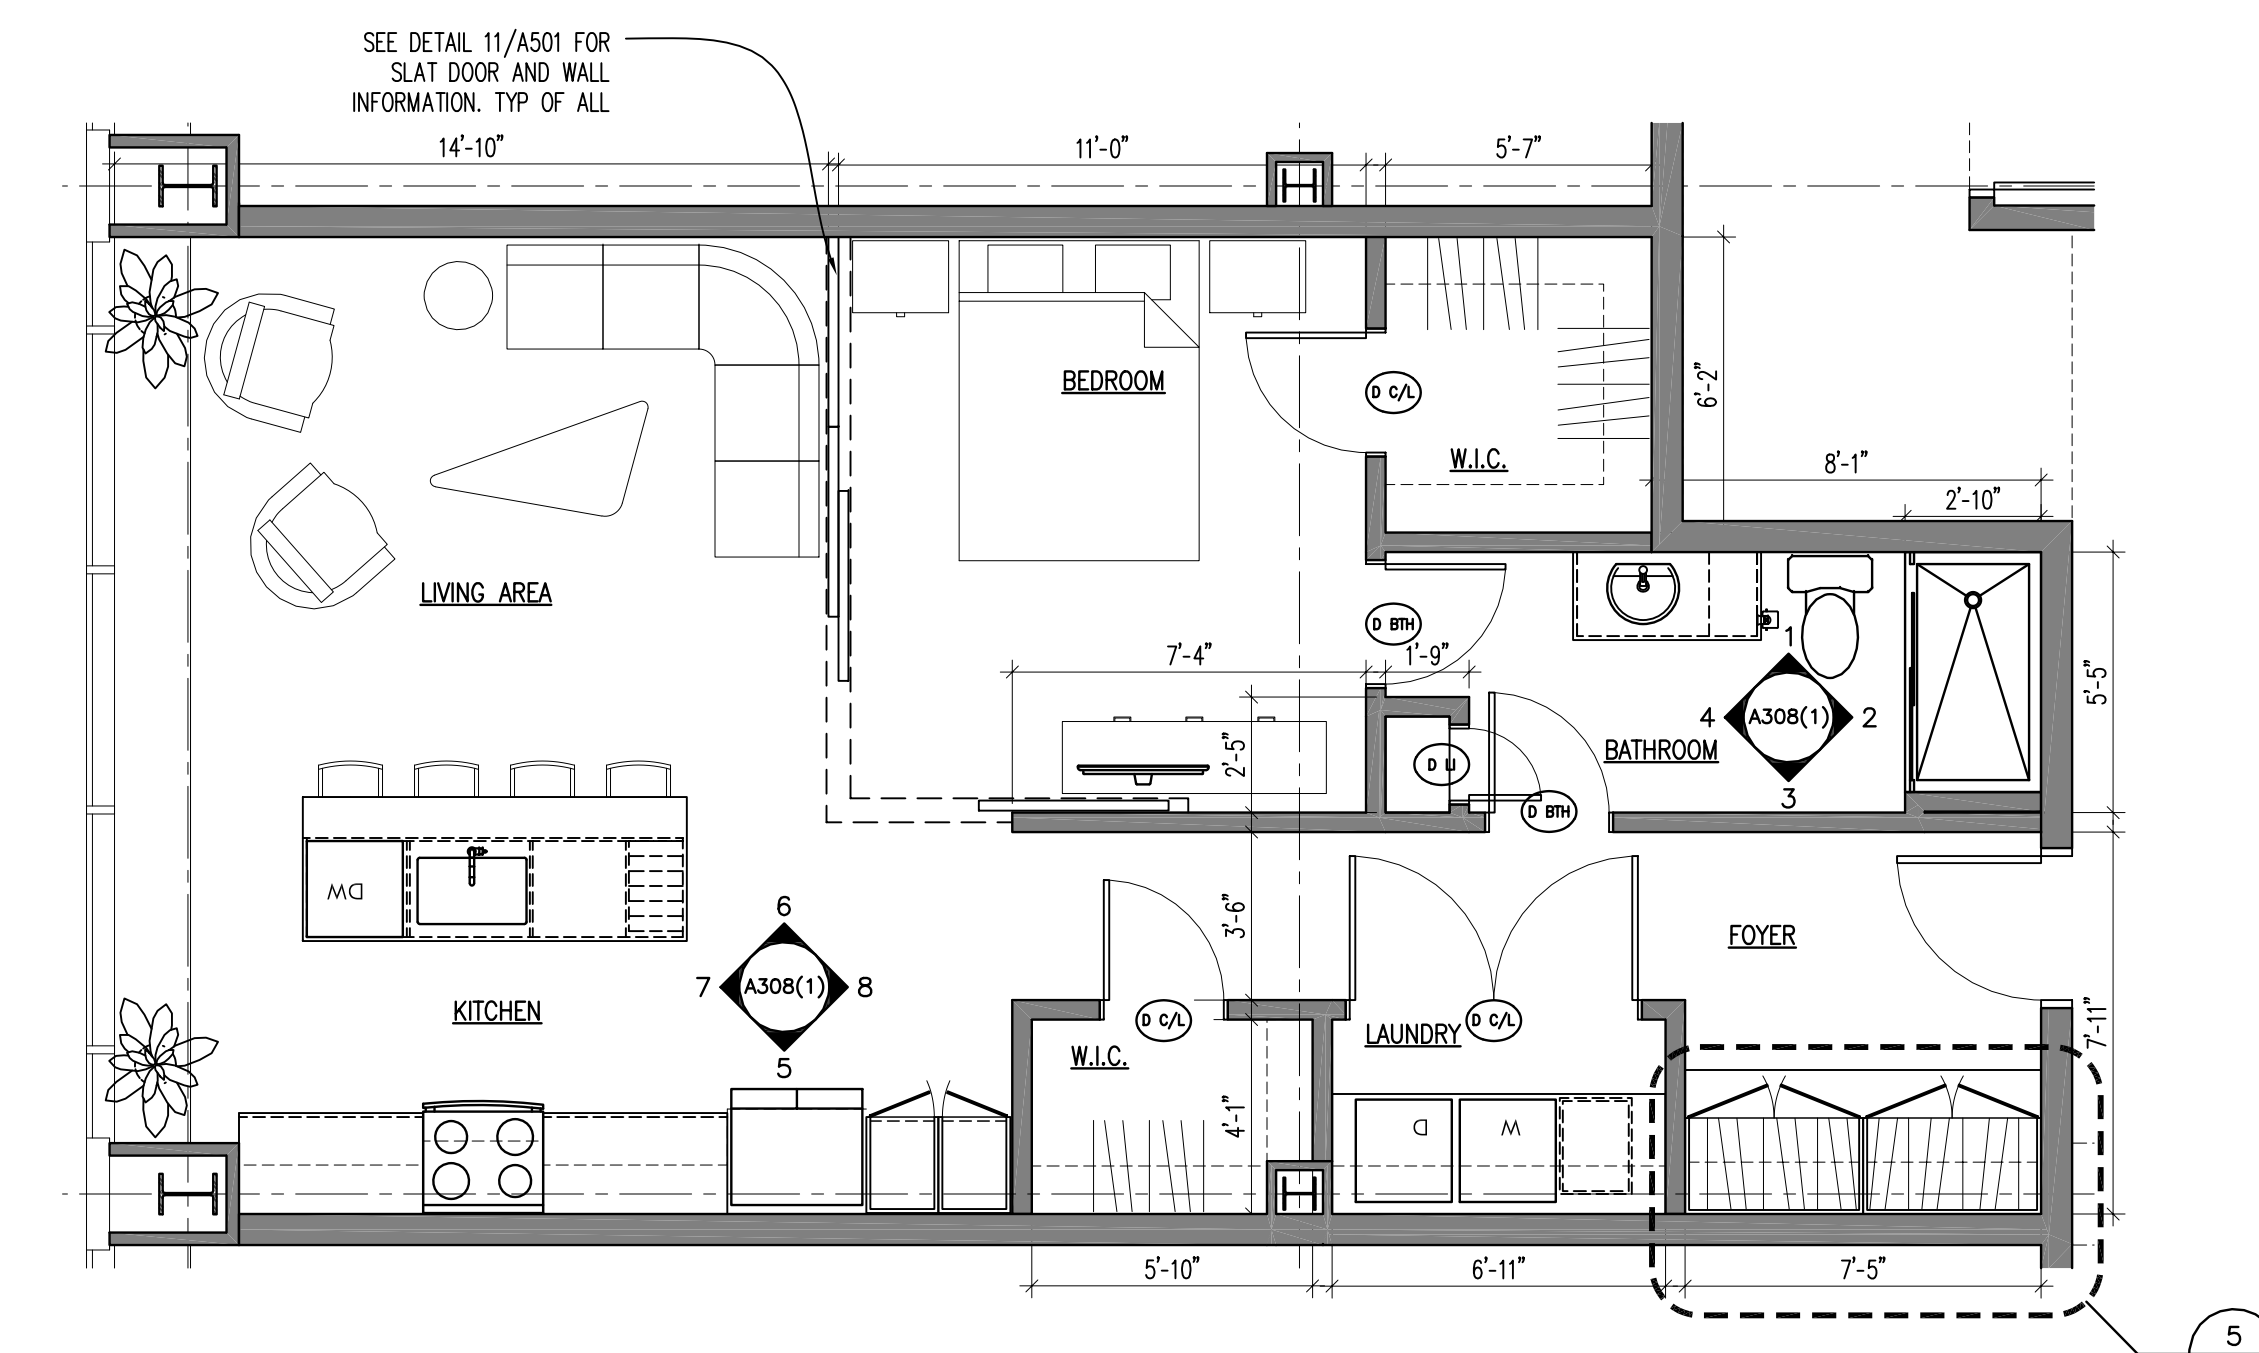 SEE DETAIL 11/A501 FOR
SLAT DOOR AND WALL
INFORMATION. TYP OF ALL
14'-10"
11'-0"
5'-7"
BEDROOM
D C/L
6'-2"
W.I.C.
8'-1"
2'-10"
LIVING AREA
D BTH
7'-4"
1'-9"
1
5'-5"
4
A308(1)
2
BATHROOM
2'-5"
D LI
3
D BTH
DW
6
3'-6"
FOYER
7
A308(1)
8
KITCHEN
D C/L
LAUNDRY
D C/L
7'-11"
5
W.I.C.
4'-1"
D
W
5'-10"
6'-11"
7'-5"
5